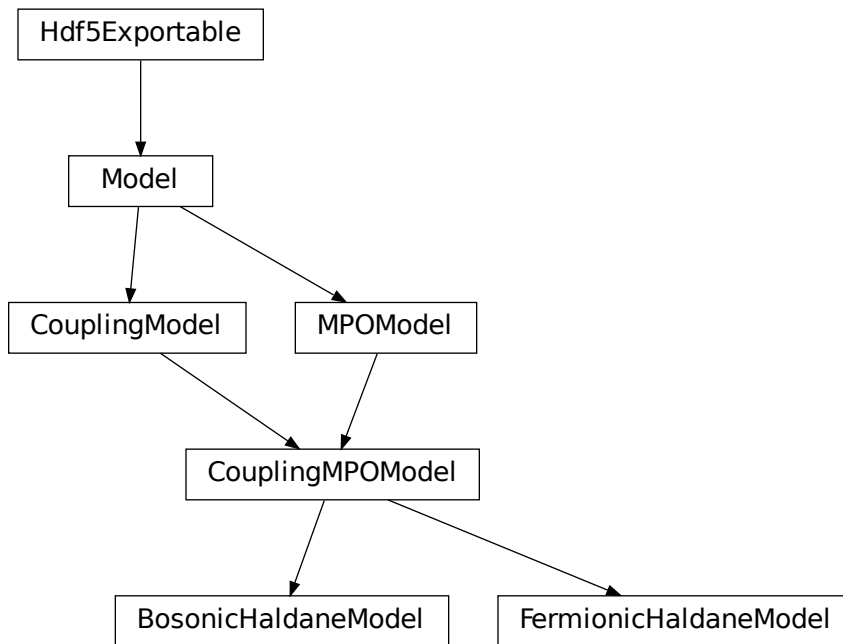 Hdf5Exportable
Model
CouplingModel
MPOModel
CouplingMPOModel
BosonicHaldaneModel
FermionicHaldaneModel